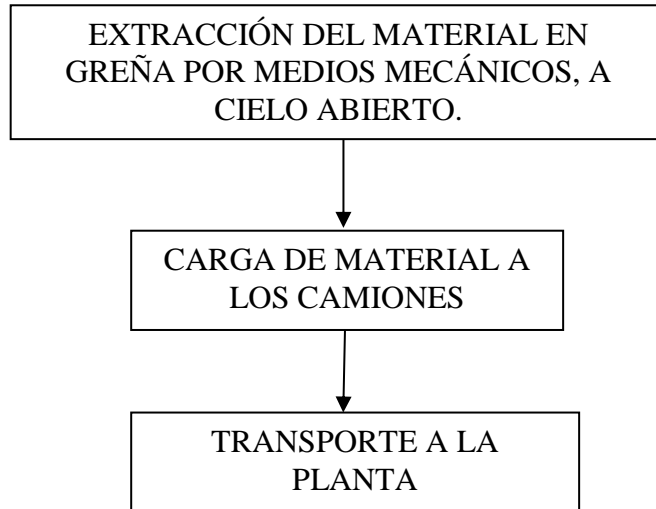 EXTRACCIÓN DEL MATERIAL EN
GREÑA POR MEDIOS MECÁNICOS, A
CIELO ABIERTO.
CARGA DE MATERIAL A
LOS CAMIONES
TRANSPORTE A LA
PLANTA